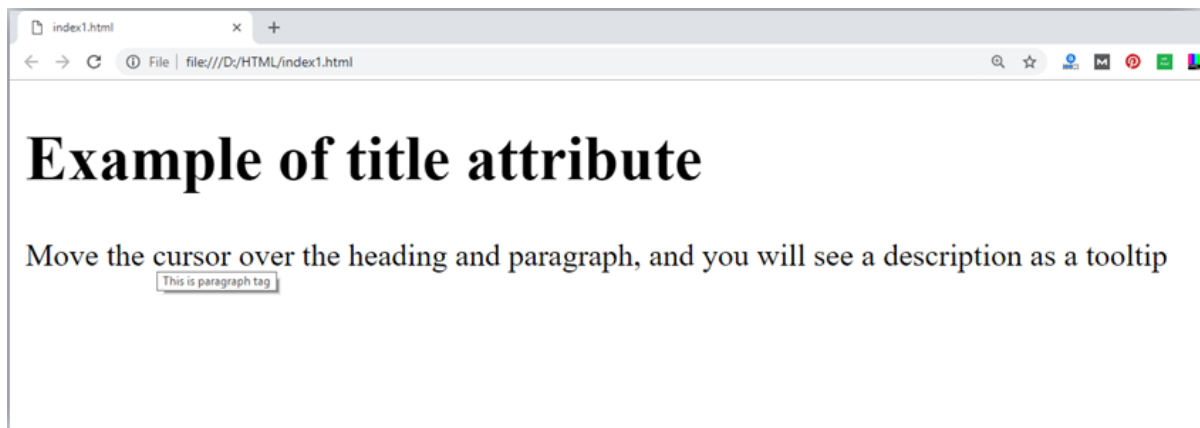 index1.html
File | file:///D:/HTML/index1.html
Example of title attribute
Move the cursor over the heading and paragraph, and you will see a description as a tooltip
This is paragraph tag